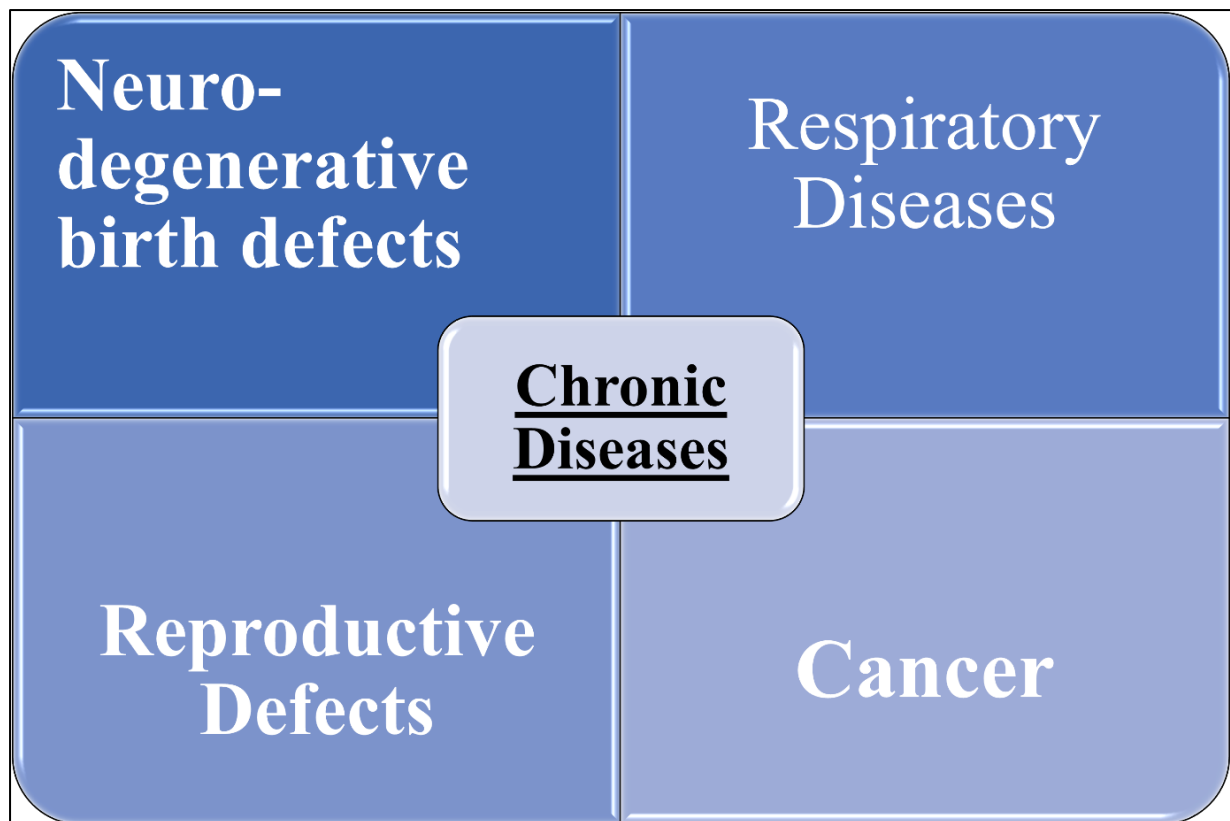 Neuro-
degenerative
birth defects
Respiratory
Diseases
Chronic
Diseases
Reproductive
Defects
Cancer